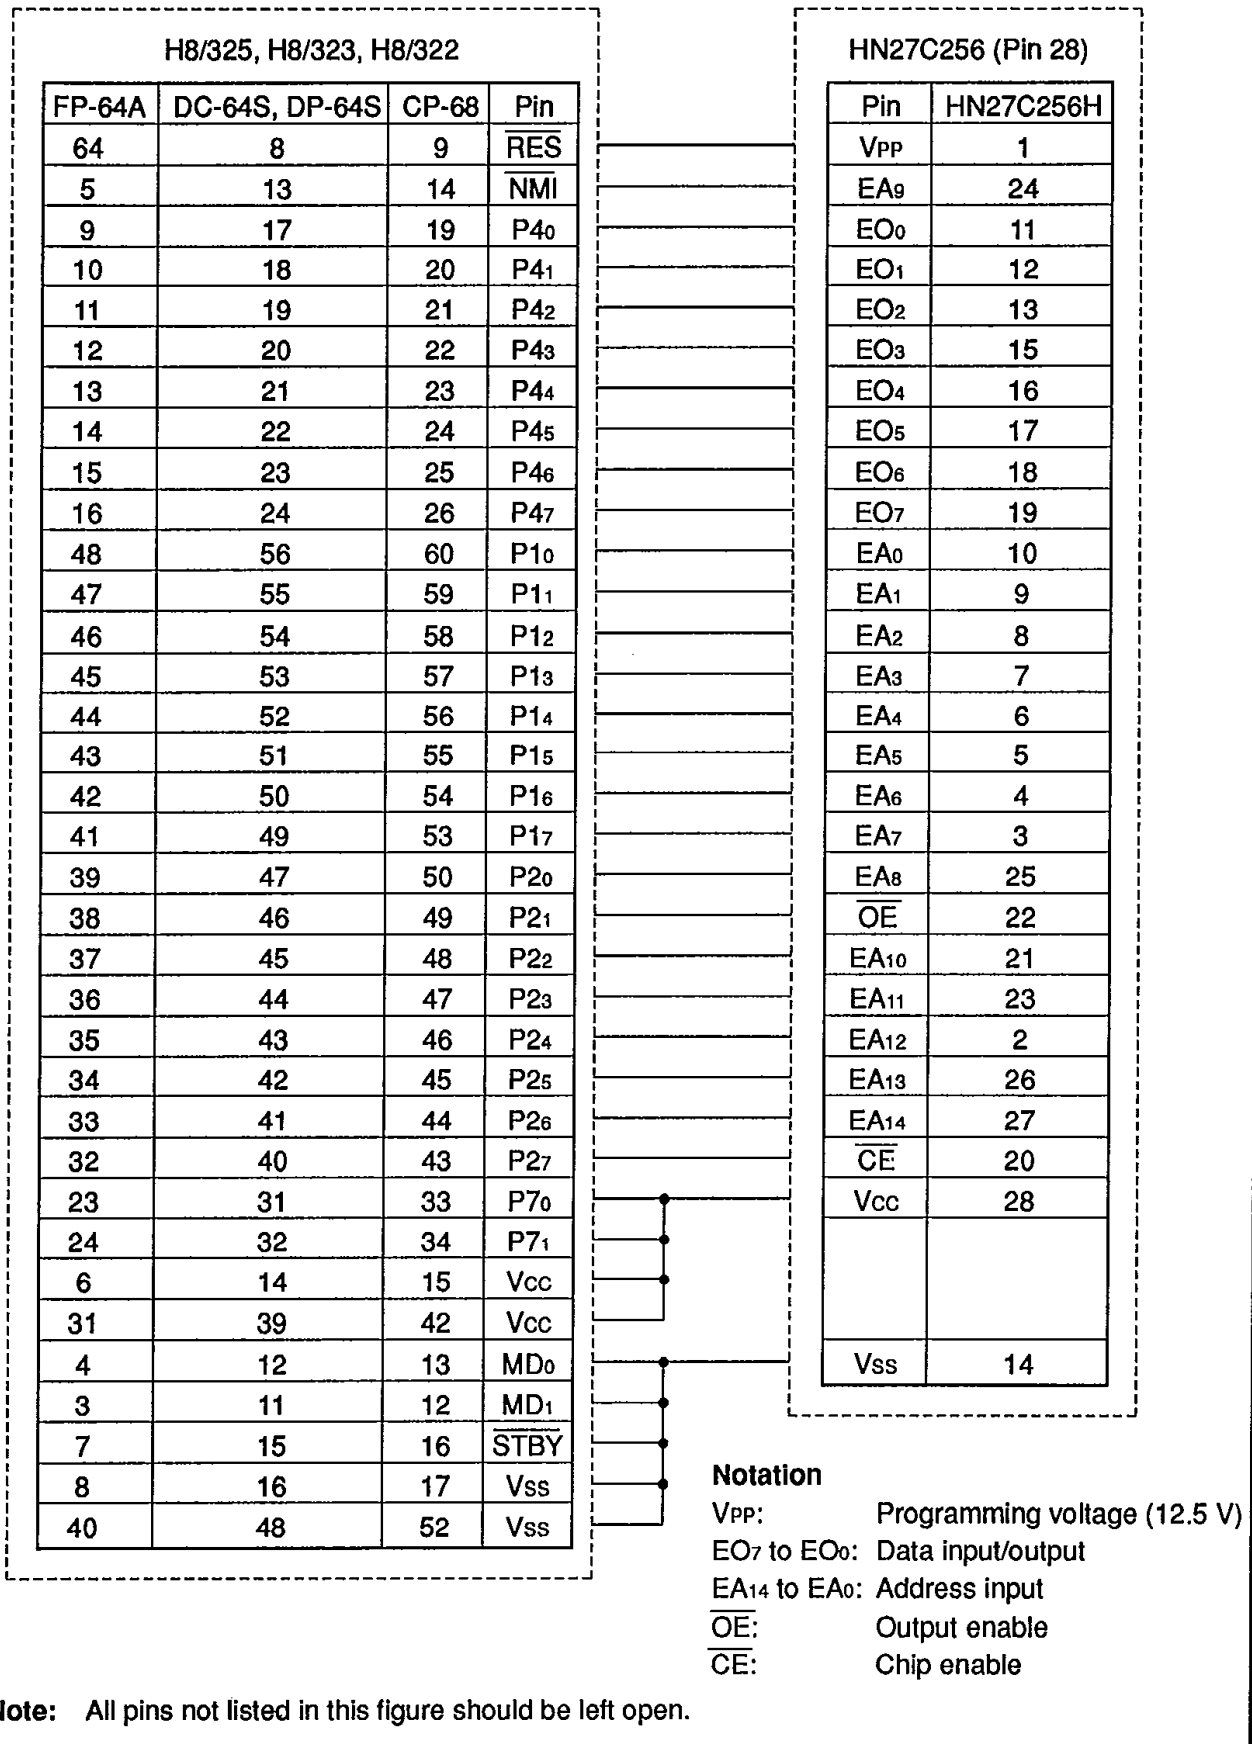 H8/325, H8/323, H8/322 HN27C256 (Pin 28)
FP-64A DC-64S, DP-64S CP-68 Pin Pin HN27C256H
64 8 9 R̅E̅S̅ VPP 1
5 13 14 N̅M̅I̅ EA9 24
9 17 19 P40 EO0 11
10 18 20 P41 EO1 12
11 19 21 P42 EO2 13
12 20 22 P43 EO3 15
13 21 23 P44 EO4 16
14 22 24 P45 EO5 17
15 23 25 P46 EO6 18
16 24 26 P47 EO7 19
48 56 60 P10 EA0 10
47 55 59 P11 EA1 9
46 54 58 P12 EA2 8
45 53 57 P13 EA3 7
44 52 56 P14 EA4 6
43 51 55 P15 EA5 5
42 50 54 P16 EA6 4
41 49 53 P17 EA7 3
39 47 50 P20 EA8 25
38 46 49 P21 O̅E̅ 22
37 45 48 P22 EA10 21
36 44 47 P23 EA11 23
35 43 46 P24 EA12 2
34 42 45 P25 EA13 26
33 41 44 P26 EA14 27
32 40 43 P27 C̅E̅ 20
23 31 33 P70 VCC 28
24 32 34 P71
6 14 15 VCC
31 39 42 VCC
4 12 13 MD0 VSS 14
3 11 12 MD1
7 15 16 S̅T̅B̅Y̅
8 16 17 VSS
40 48 52 VSS
Notation
VPP: Programming voltage (12.5 V)
EO7 to EO0: Data input/output
EA14 to EA0: Address input
O̅E̅: Output enable
C̅E̅: Chip enable
lote: All pins not listed in this figure should be left open.